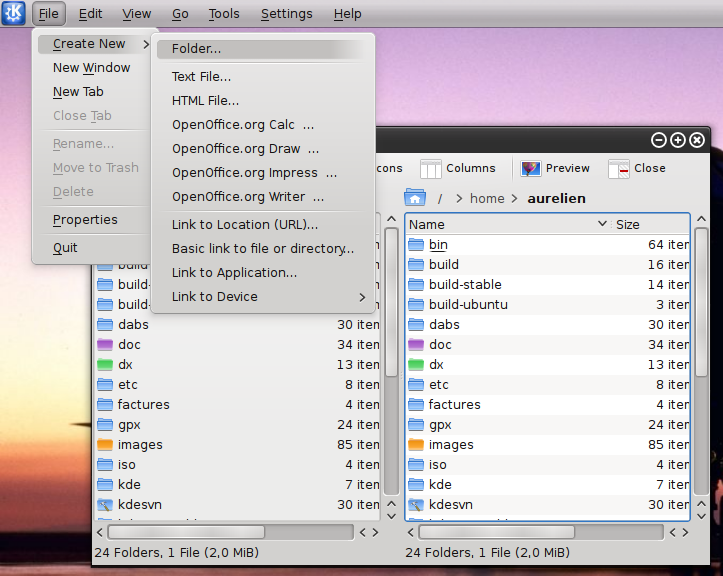 File Edit View Go Tools Settings Help
Create New
New Window
New Tab
Close Tab
Rename...
Move to Trash
Delete
Properties
Quit
Folder...
Text File...
HTML File...
OpenOffice.org Calc ...
OpenOffice.org Draw ...
OpenOffice.org Impress ...
OpenOffice.org Writer ...
Link to Location (URL)...
Basic link to file or directory...
Link to Application...
Link to Device
cons Columns Preview Close
/ > home > aurelien
build-
build-
dabs 30 iten
doc 34 iten
dx 13 iten
etc 8 iten
factures 4 iten
gpx 24 iten
images 85 iten
iso 4 iten
kde 7 iten
kdesvn 30 iten
24 Folders, 1 File (2,0 MiB)
Name Size
bin 64 iter
build 16 iter
build-stable 14 iter
build-ubuntu 3 iter
dabs 30 iter
doc 34 iter
dx 13 iter
etc 8 iter
factures 4 iter
gpx 24 iter
images 85 iter
iso 4 iter
kde 7 iter
kdesvn 30 iter
24 Folders, 1 File (2,0 MiB)